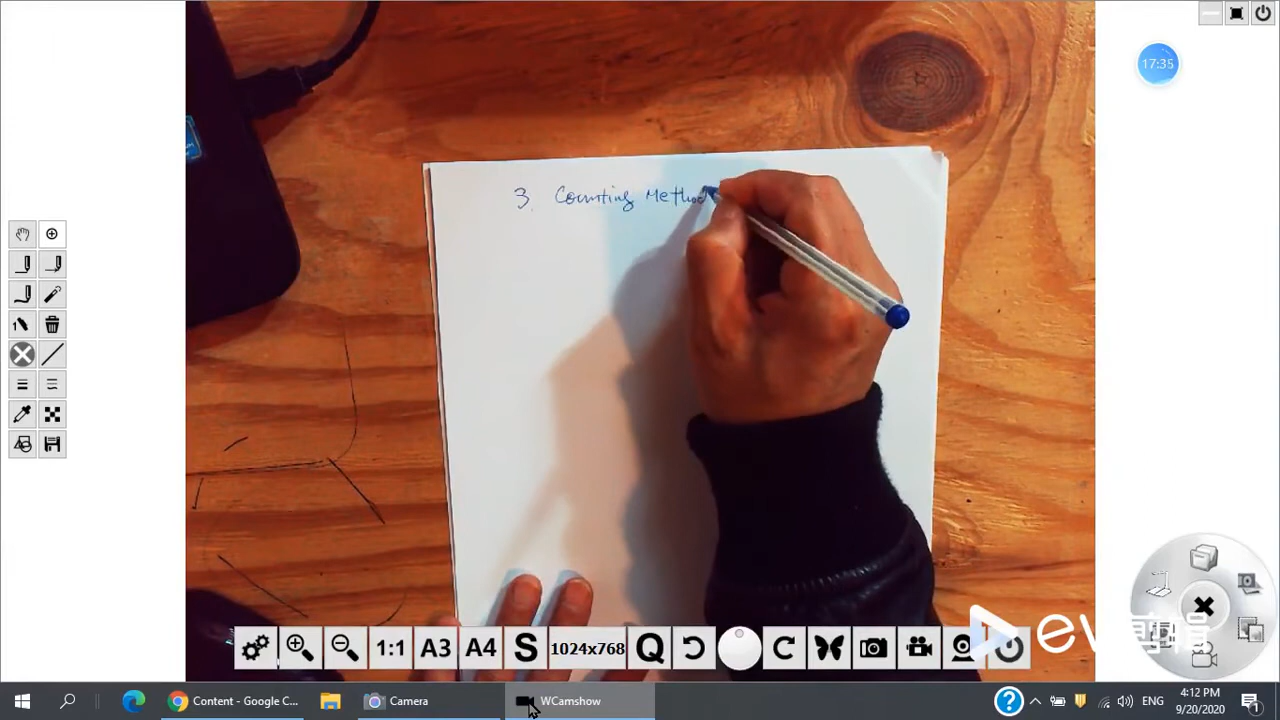 17:35
3. Counting Method
1:1
A3
A4
S
1024x768
Q
Content - Google C...
Camera
WCamshow
ENG
4:12 PM
9/20/2020